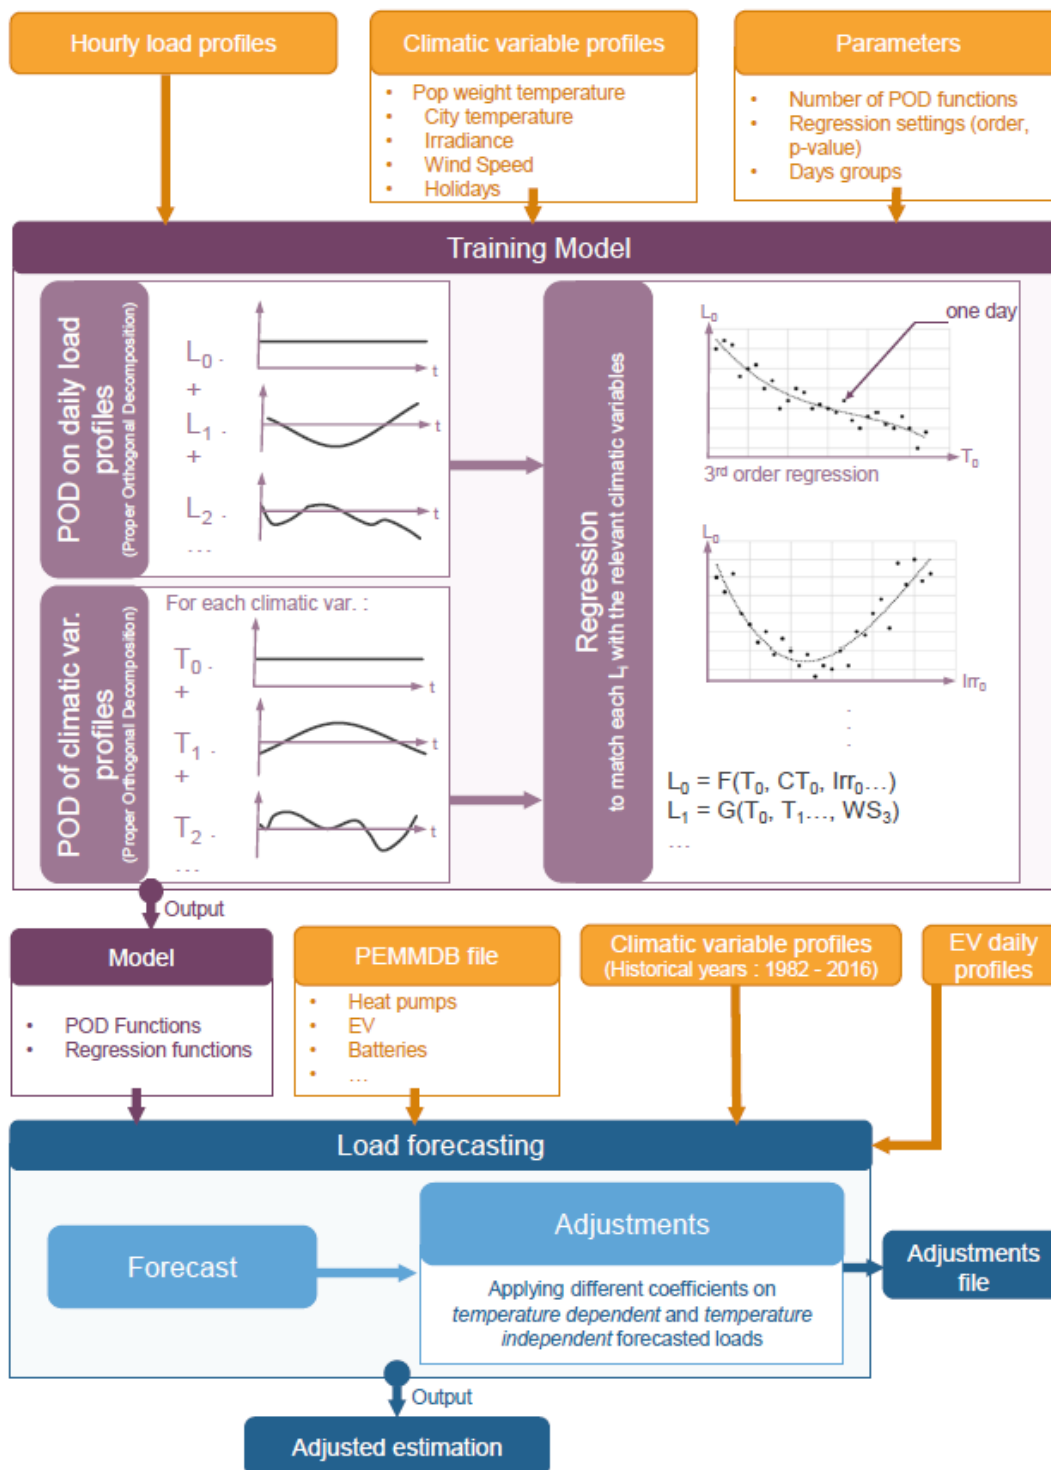 Hourly load profiles
Climatic variable profiles
• Pop weight temperature
• City temperature
• Irradiance
• Wind Speed
• Holidays
Parameters
• Number of POD functions
• Regression settings (order,
p-value)
• Days groups
Training Model
POD on daily load
profiles
(Proper Orthogonal Decomposition)
L0 ·
t
+
L1 ·
t
+
L2 ·
t
...
POD of climatic var.
profiles
(Proper Orthogonal Decomposition)
For each climatic var. :
T0 ·
t
+
T1 ·
t
+
T2 ·
t
...
Regression
to match each Li with the relevant climatic variables
L0
one day
T0
3rd order regression
L0
Irr0
L0 = F(T0, CT0, Irr0...)
L1 = G(T0, T1..., WS3)
...
Output
Model
• POD Functions
• Regression functions
PEMMDB file
• Heat pumps
• EV
• Batteries
• ...
Climatic variable profiles
(Historical years : 1982 - 2016)
EV daily
profiles
Load forecasting
Forecast
Adjustments
Applying different coefficients on
temperature dependent and temperature
independent forecasted loads
Adjustments
file
Output
Adjusted estimation